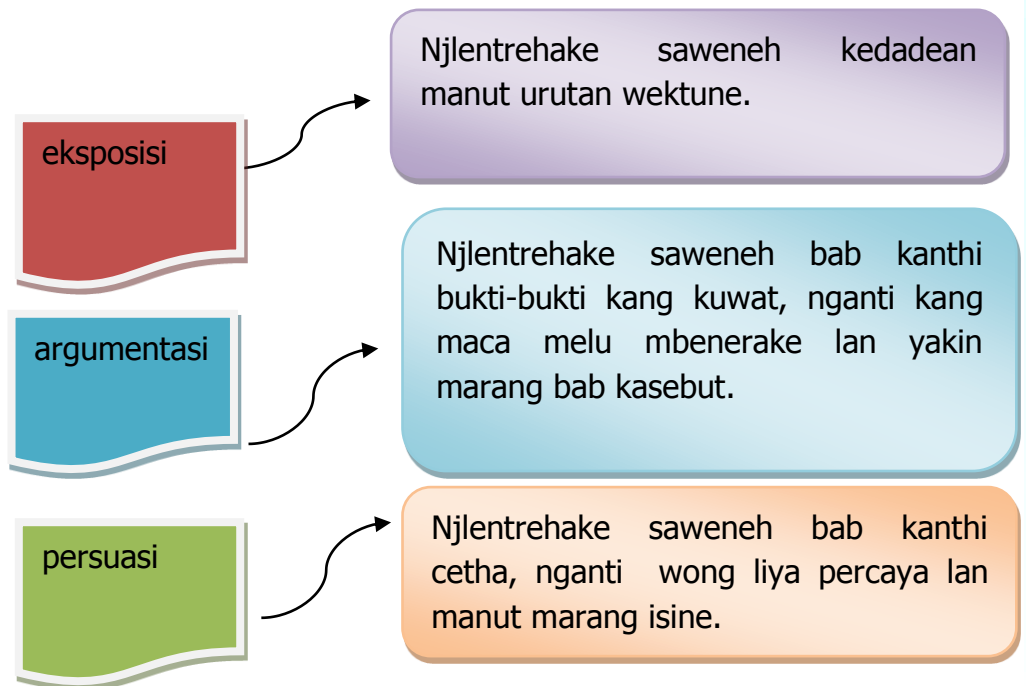 eksposisi
Njlentrehake saweneh kedadean
manut urutan wektune.
argumentasi
Njlentrehake saweneh bab kanthi
bukti-bukti kang kuwat, nganti kang
maca melu mbenerake lan yakin
marang bab kasebut.
persuasi
Njlentrehake saweneh bab kanthi
cetha, nganti wong liya percaya lan
manut marang isine.